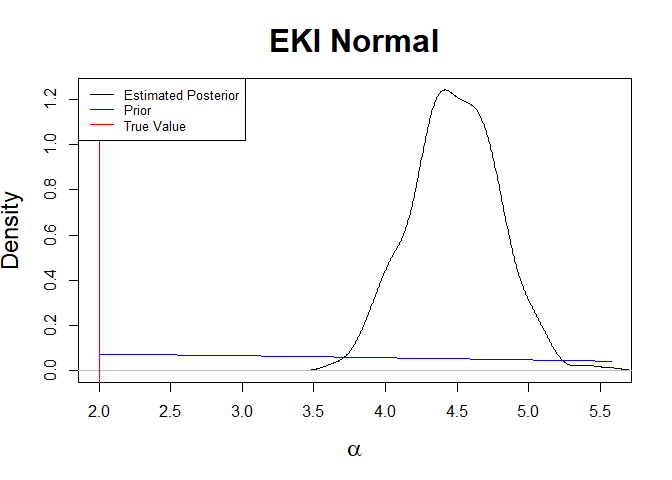 EKI Normal
Estimated Posterior
Prior
True Value
Density
0.0 0.2 0.4 0.6 0.8 1.0 1.2
2.0 2.5 3.0 3.5 4.0 4.5 5.0 5.5
α